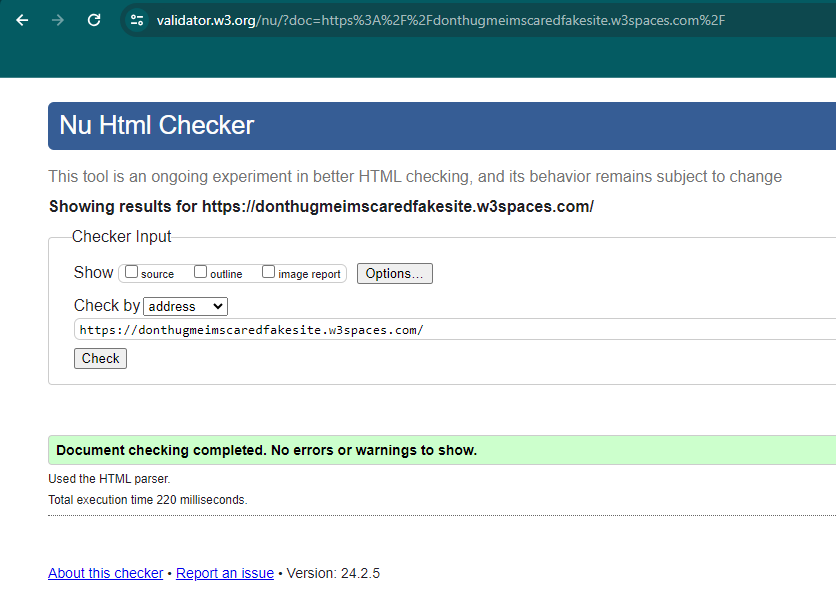 validator.w3.org/nu/?doc=https%3A%2F%2Fdonthugmeimscaredfakesite.w3spaces.com%2F
Nu Html Checker
This tool is an ongoing experiment in better HTML checking, and its behavior remains subject to change
Showing results for https://donthugmeimscaredfakesite.w3spaces.com/
Checker Input
Show source outline image report Options...
Check by address
https://donthugmeimscaredfakesite.w3spaces.com/
Check
Document checking completed. No errors or warnings to show.
Used the HTML parser.
Total execution time 220 milliseconds.
About this checker • Report an issue • Version: 24.2.5